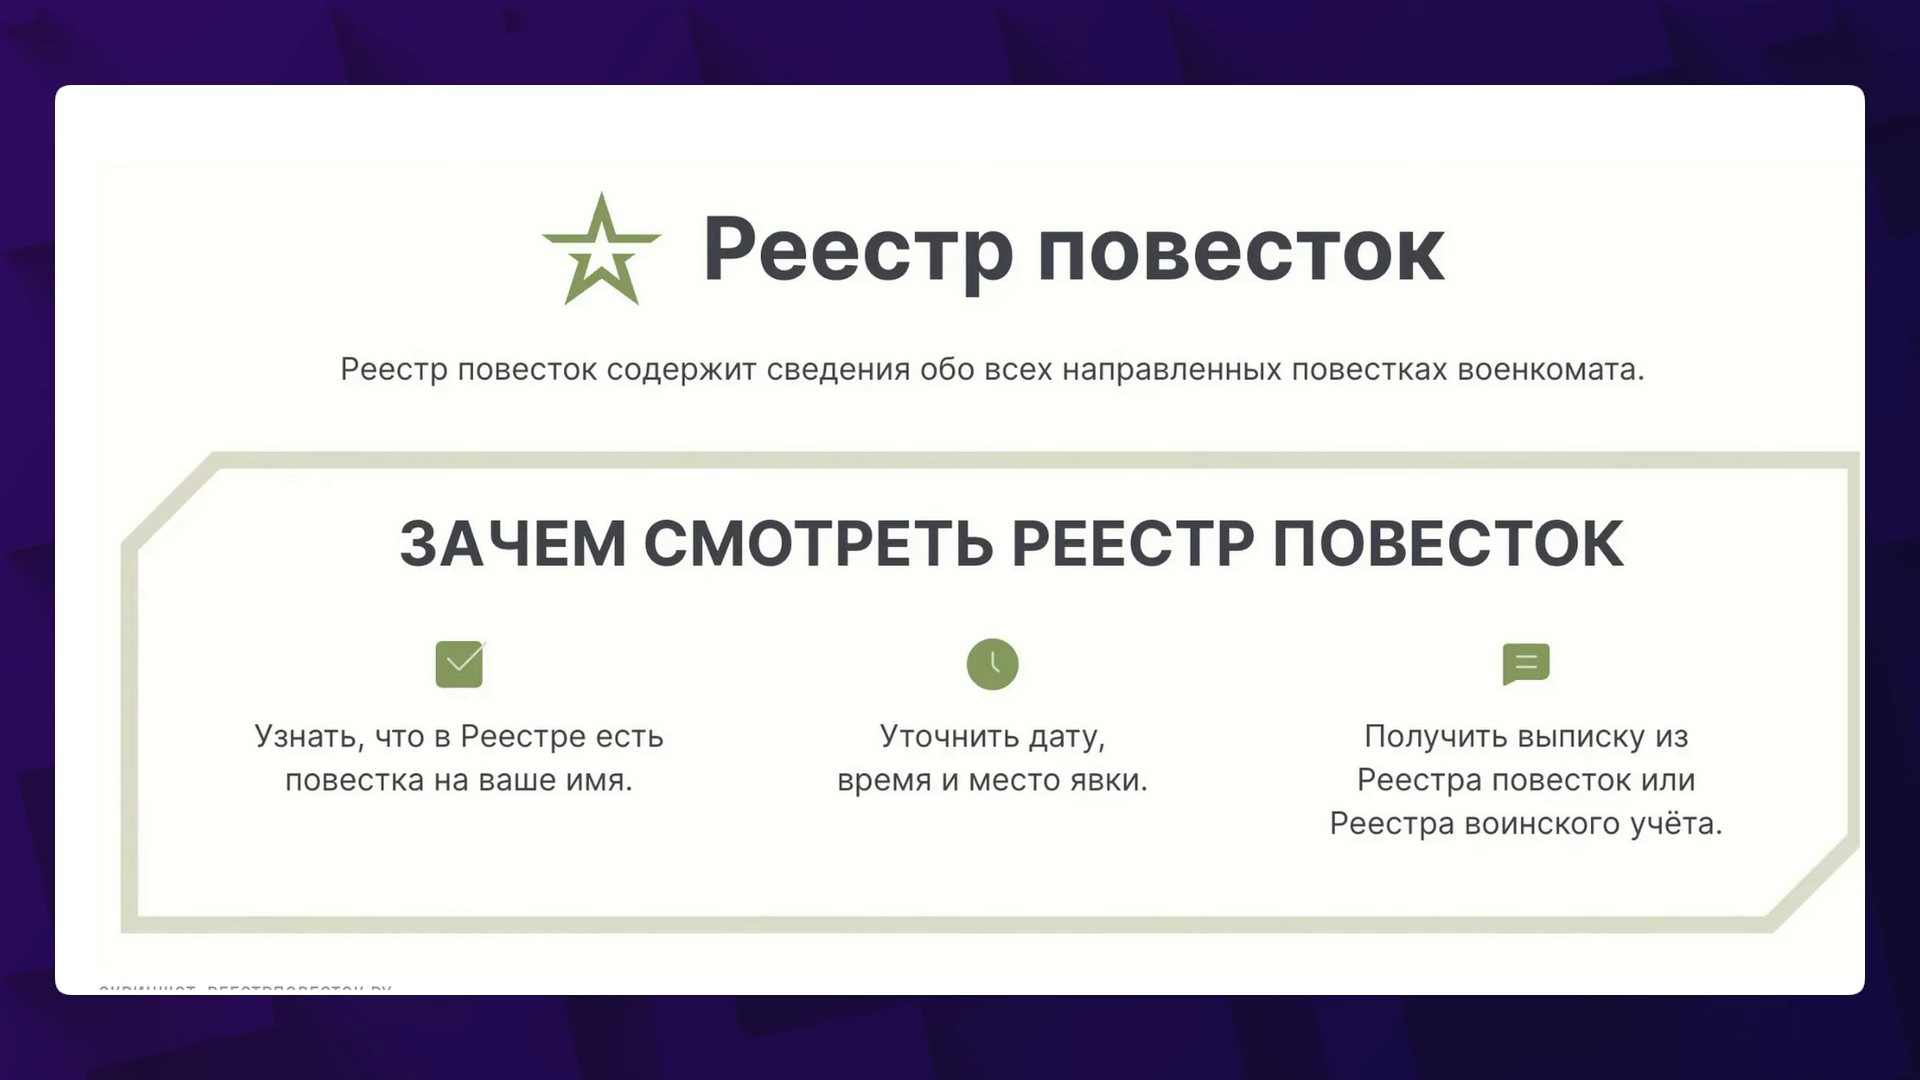 Реестр повесток
Реестр повесток содержит сведения обо всех направленных повестках военкомата.
ЗАЧЕМ СМОТРЕТЬ РЕЕСТР ПОВЕСТОК
Узнать, что в Реестре есть
повестка на ваше имя.
Уточнить дату,
время и место явки.
Получить выписку из
Реестра повесток или
Реестра воинского учёта.